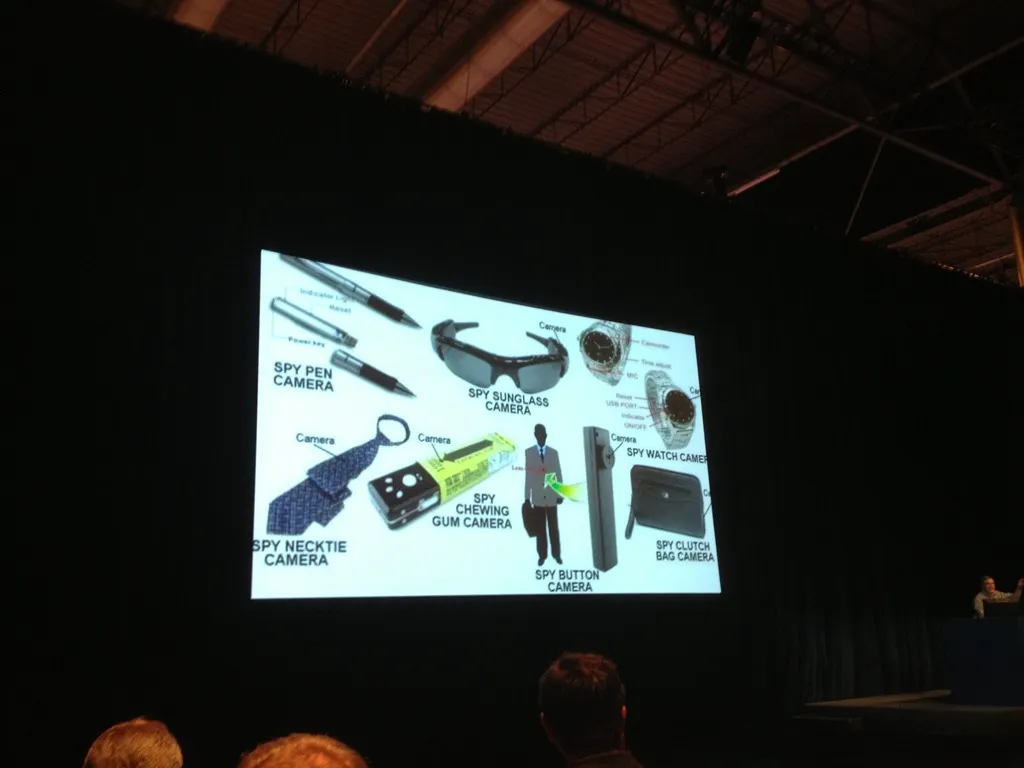 Indicator Light
Reset
Power key
SPY PEN
CAMERA
Camera
SPY SUNGLASS
CAMERA
Camcorder
Time adjust
MIC
Reset
USB PORT
Indicator
ON/OFF
Ca
SPY WATCH CAMER
Camera
SPY NECKTIE
CAMERA
Camera
SPY
CHEWING
GUM CAMERA
Lens
Camera
SPY BUTTON
CAMERA
C
SPY CLUTCH
BAG CAMERA